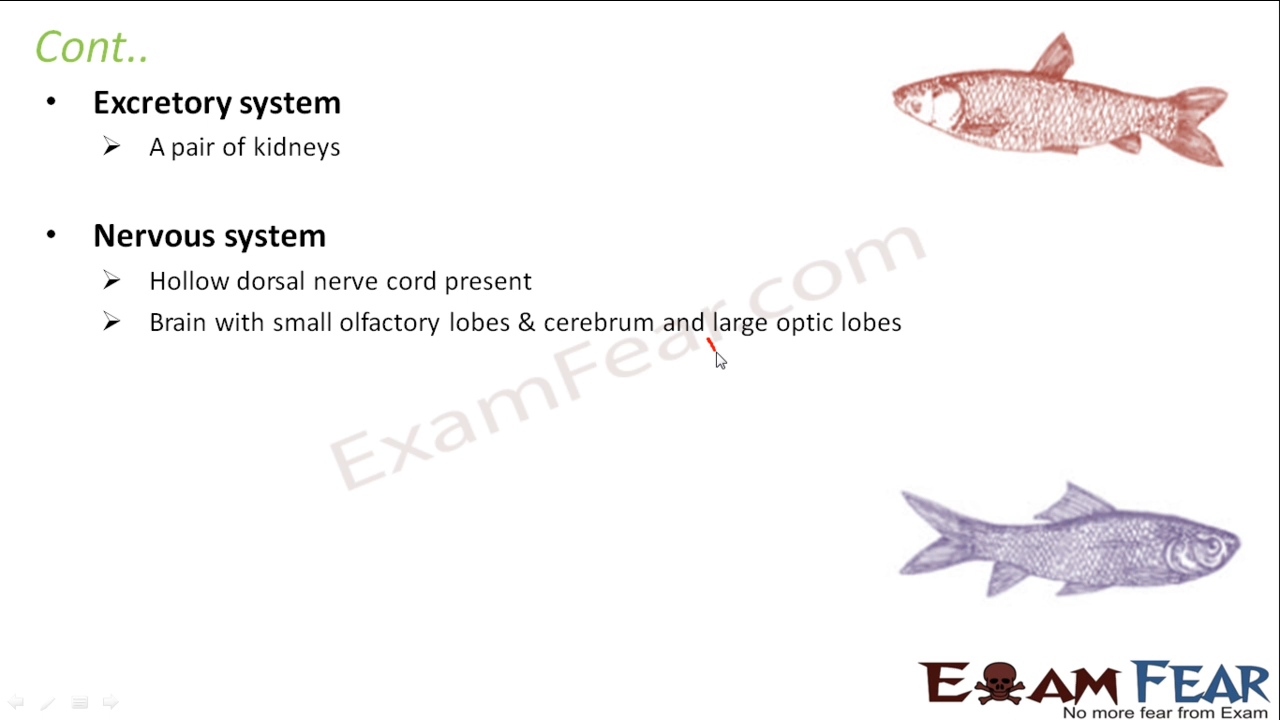 Cont..
• Excretory system
➢ A pair of kidneys
• Nervous system
➢ Hollow dorsal nerve cord present
➢ Brain with small olfactory lobes & cerebrum and large optic lobes
ExamFear.com
EXAM FEAR
No more fear from Exam